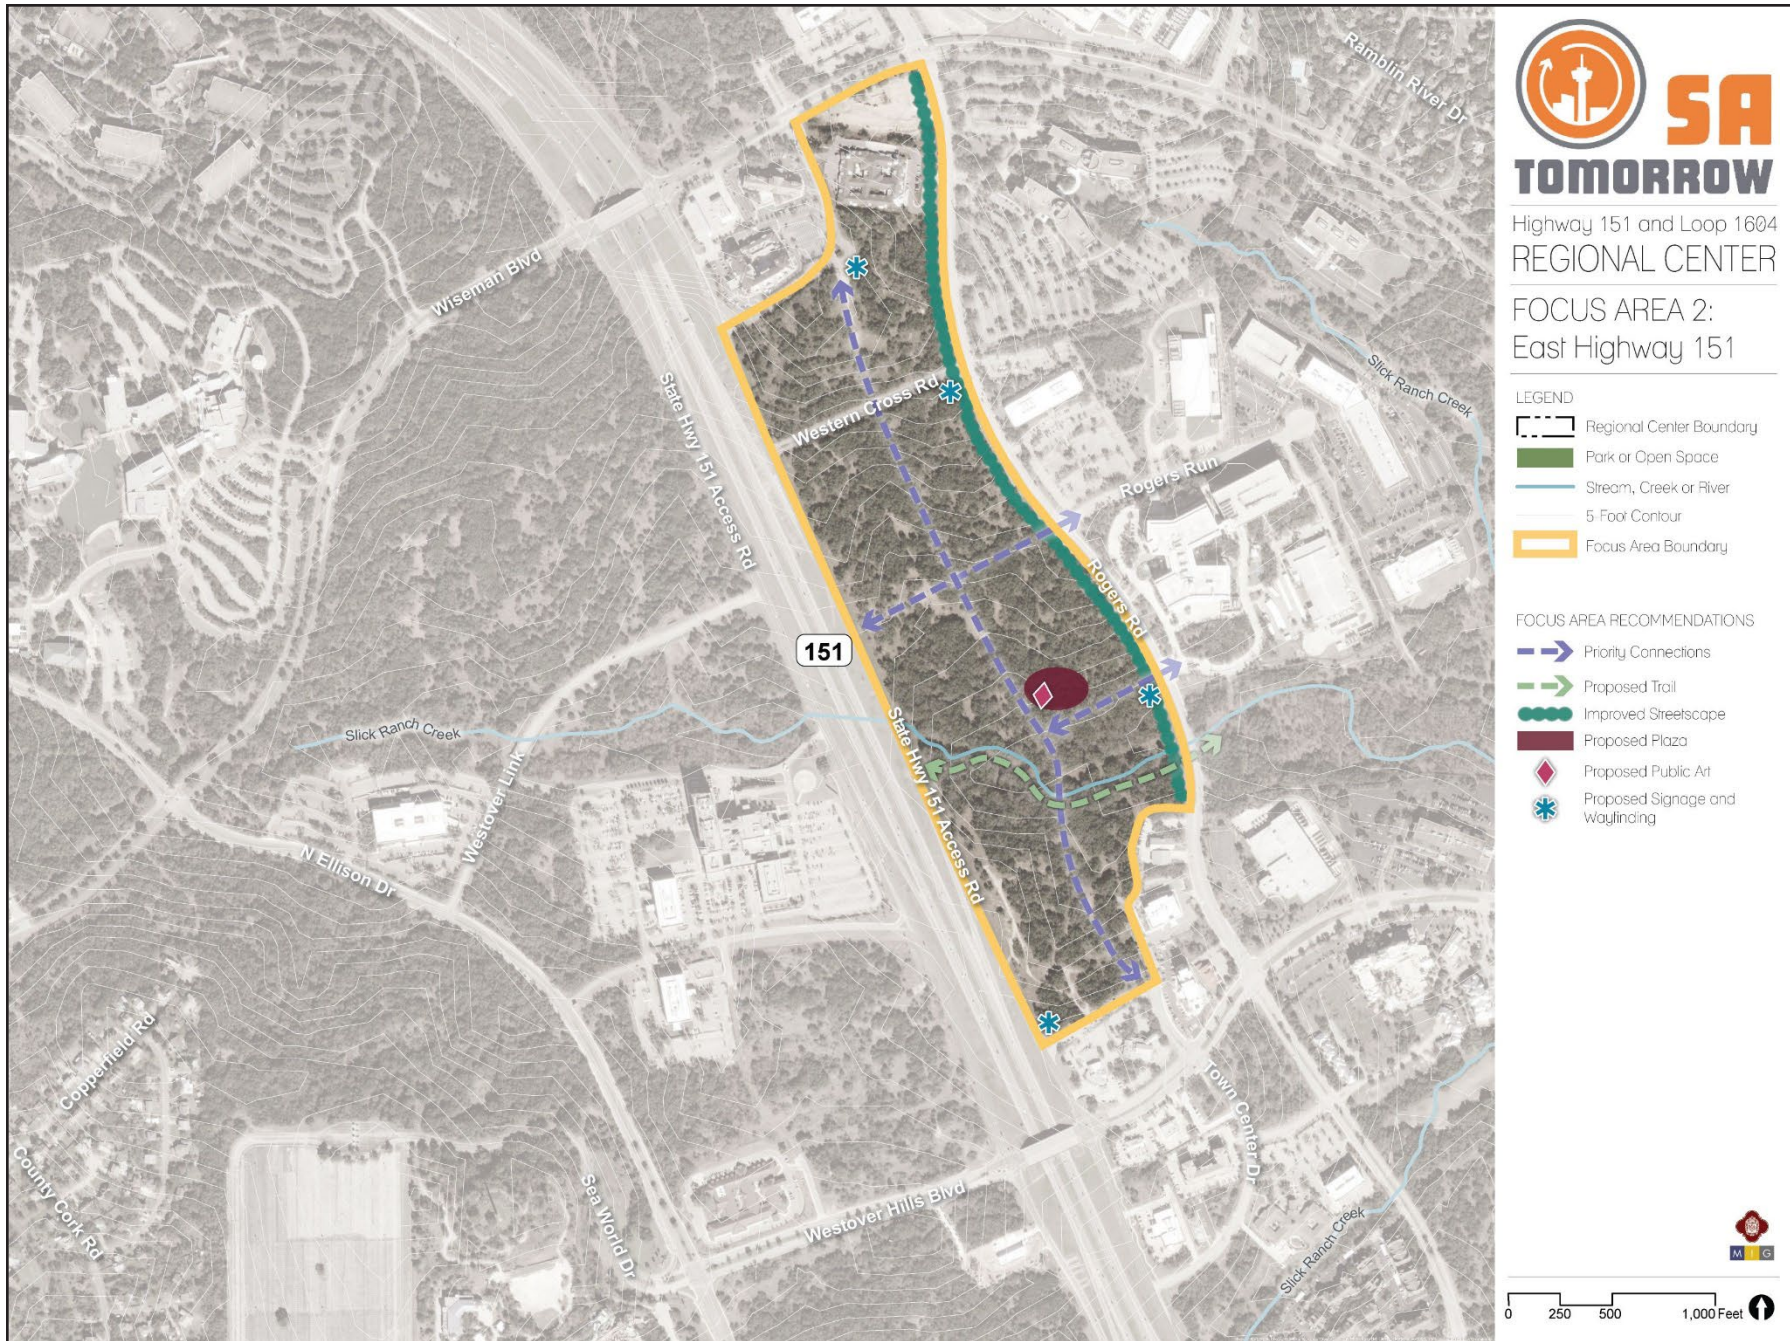 Ramblin River Dr
Wiseman Blvd
Slick Ranch Creek
State Hwy 151 Access Rd
Western Cross Rd
Rogers Run
Rogers Rd
151
Slick Ranch Creek
Westover Link
State Hwy 151 Access Rd
N Ellison Dr
Copperfield Rd
County Cork Rd
Sea World Dr
Westover Hills Blvd
Town Center Dr
Slick Ranch Creek
SA
TOMORROW
Highway 151 and Loop 1604
REGIONAL CENTER
FOCUS AREA 2:
East Highway 151
LEGEND
Regional Center Boundary
Park or Open Space
Stream, Creek or River
5-Foot Contour
Focus Area Boundary
FOCUS AREA RECOMMENDATIONS
Priority Connections
Proposed Trail
Improved Streetscape
Proposed Plaza
Proposed Public Art
Proposed Signage and
Wayfinding
M I G
0 250 500 1,000 Feet